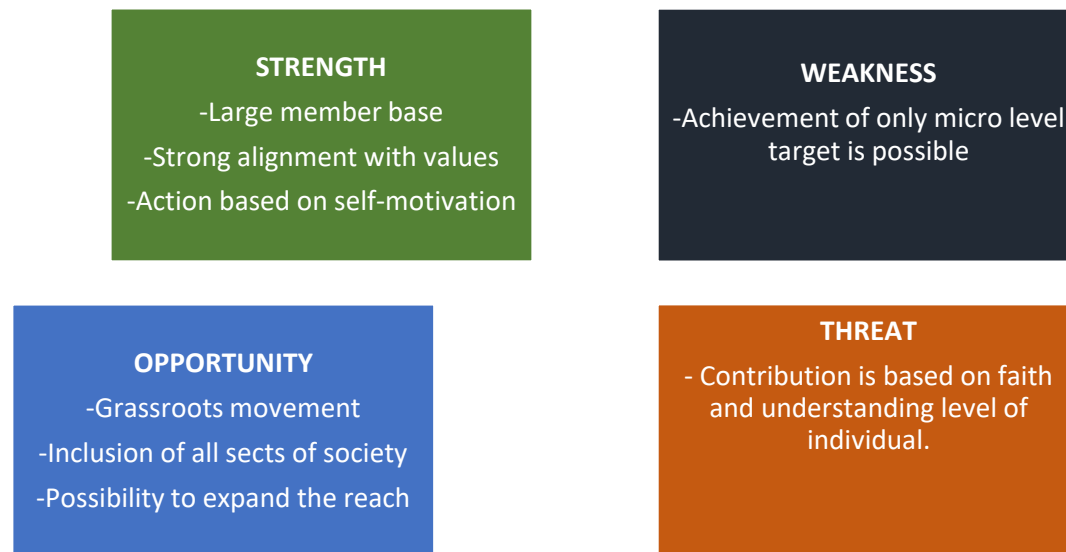 STRENGTH
-Large member base
-Strong alignment with values
-Action based on self-motivation
WEAKNESS
-Achievement of only micro level
target is possible
OPPORTUNITY
-Grassroots movement
-Inclusion of all sects of society
-Possibility to expand the reach
THREAT
- Contribution is based on faith
and understanding level of
individual.